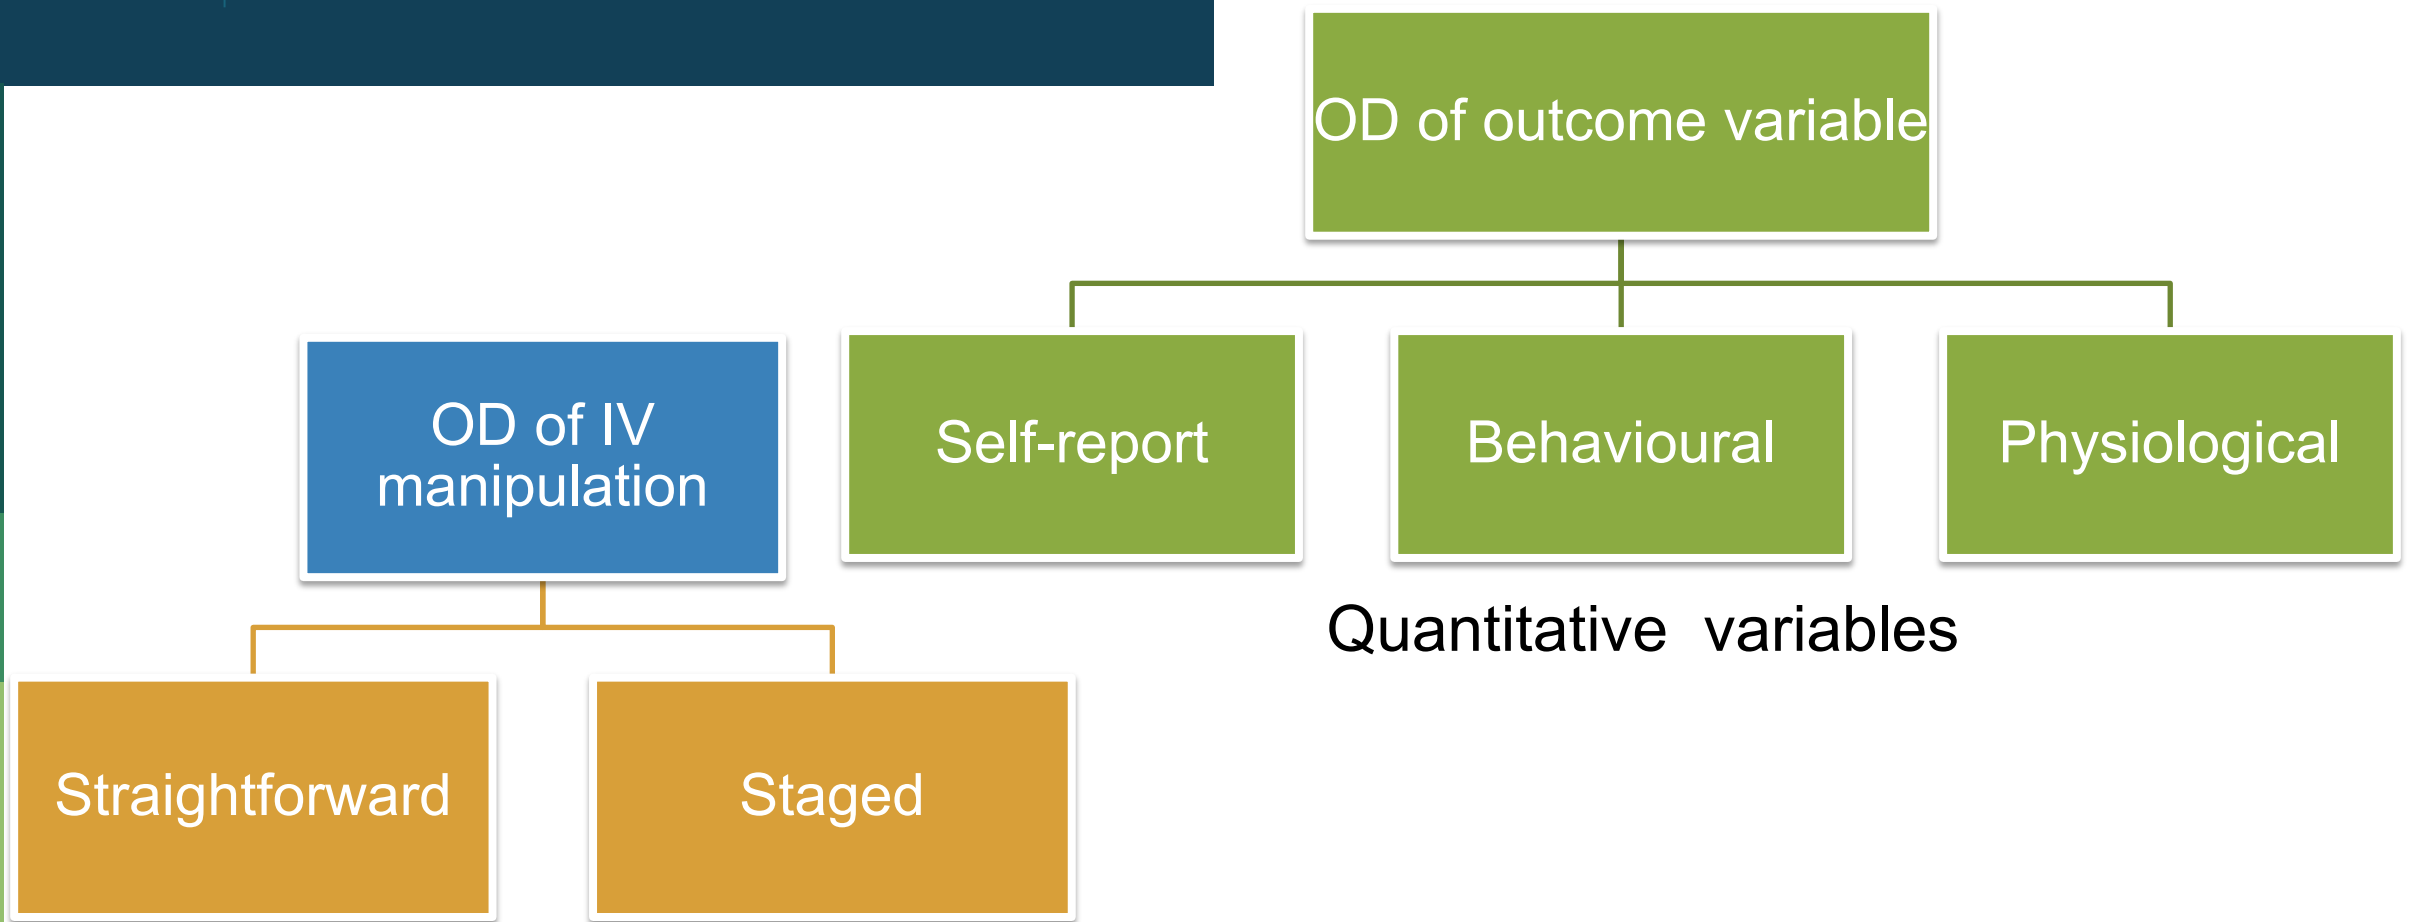 OD of outcome variable
OD of IV
manipulation
Self-report
Behavioural
Physiological
Quantitative variables
Straightforward
Staged